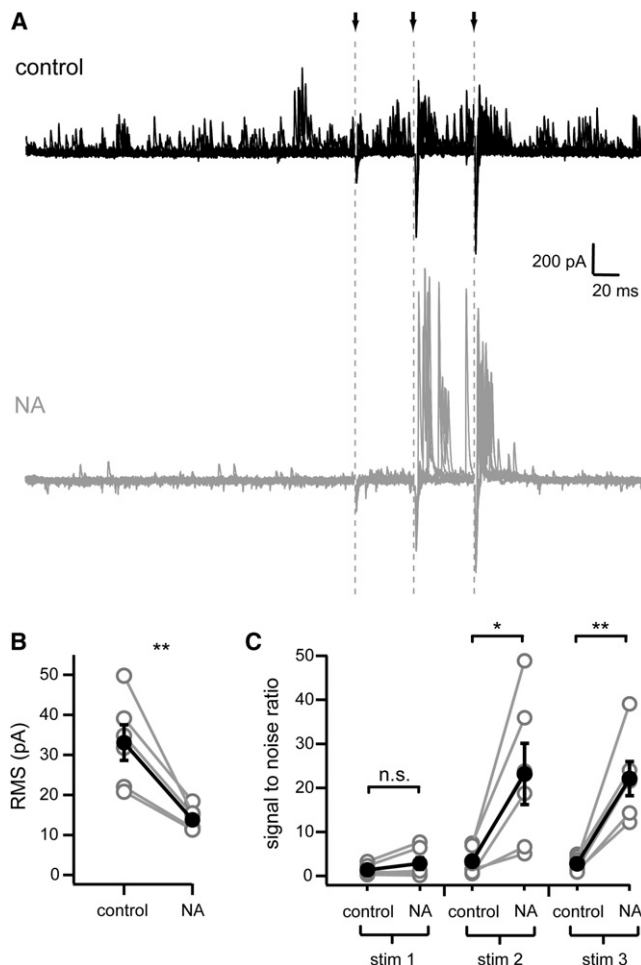 A
control
200 pA
20 ms
NA
B
**
RMS (pA)
50
40
30
20
10
0
control NA
C
signal to noise ratio
50
40
30
20
10
0
n.s.
*
**
control NA control NA control NA
stim 1 stim 2 stim 3